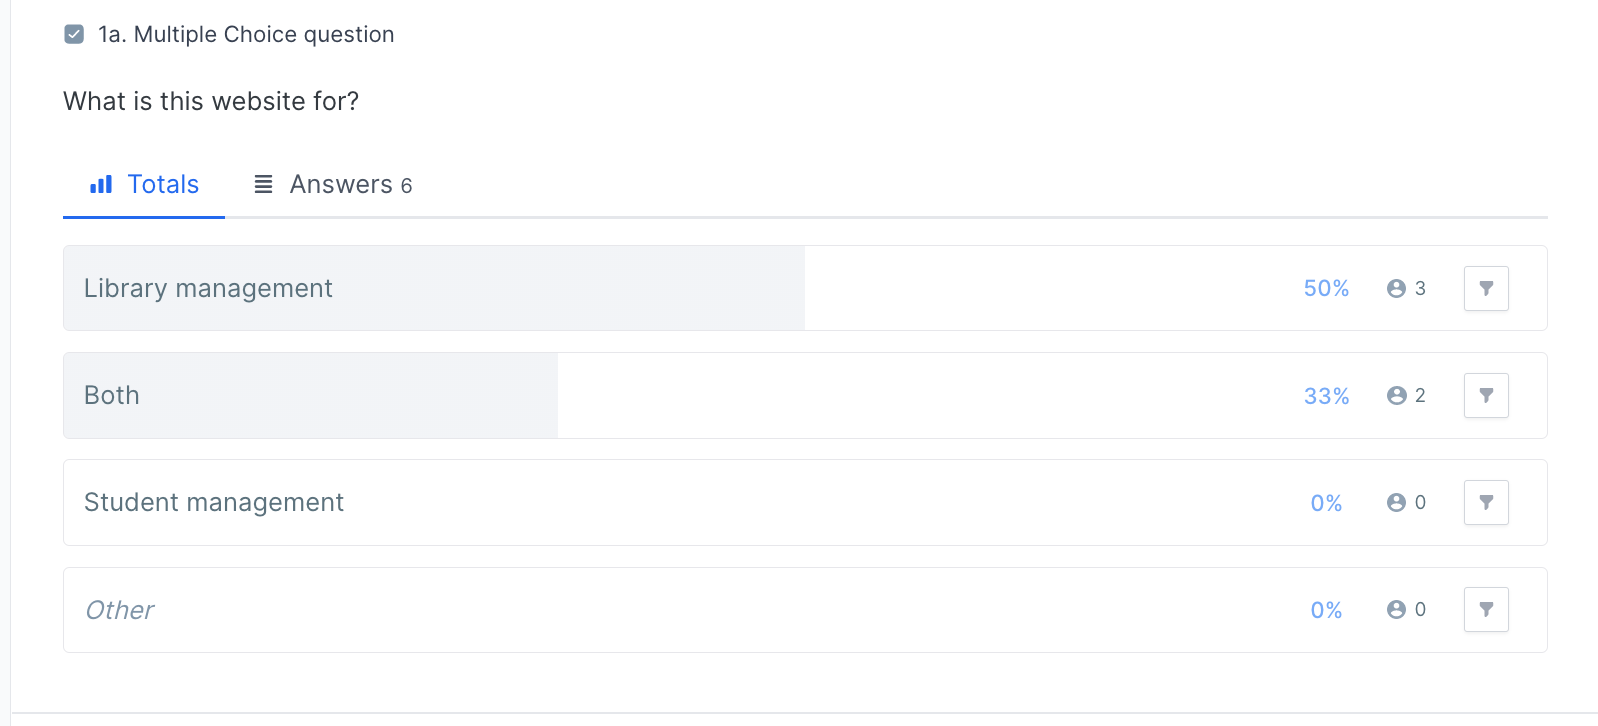 1a. Multiple Choice question
What is this website for?
Totals Answers 6
Library management 50% 3
Both 33% 2
Student management 0% 0
Other 0% 0